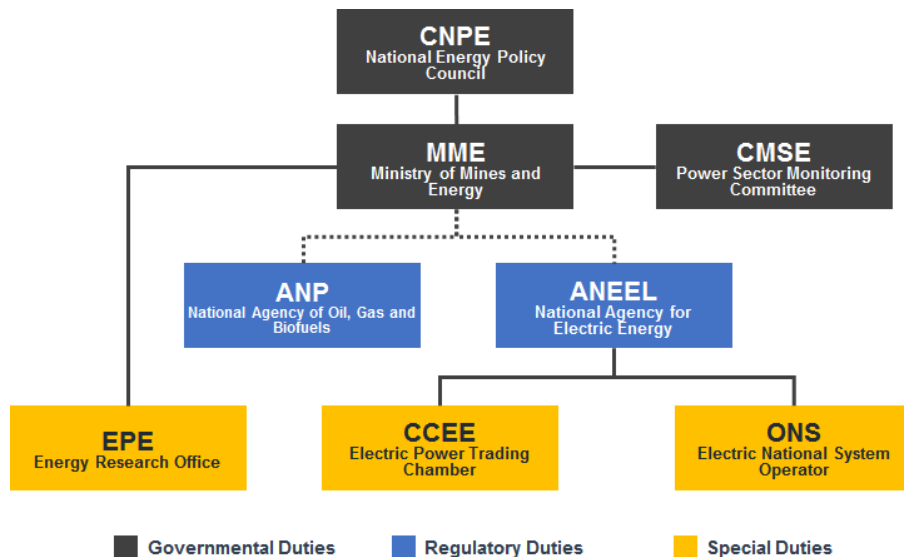 CNPE
National Energy Policy
Council
MME
Ministry of Mines and
Energy
CMSE
Power Sector Monitoring
Committee
ANP
National Agency of Oil, Gas and
Biofuels
ANEEL
National Agency for
Electric Energy
EPE
Energy Research Office
CCEE
Electric Power Trading
Chamber
ONS
Electric National System
Operator
Governmental Duties
Regulatory Duties
Special Duties